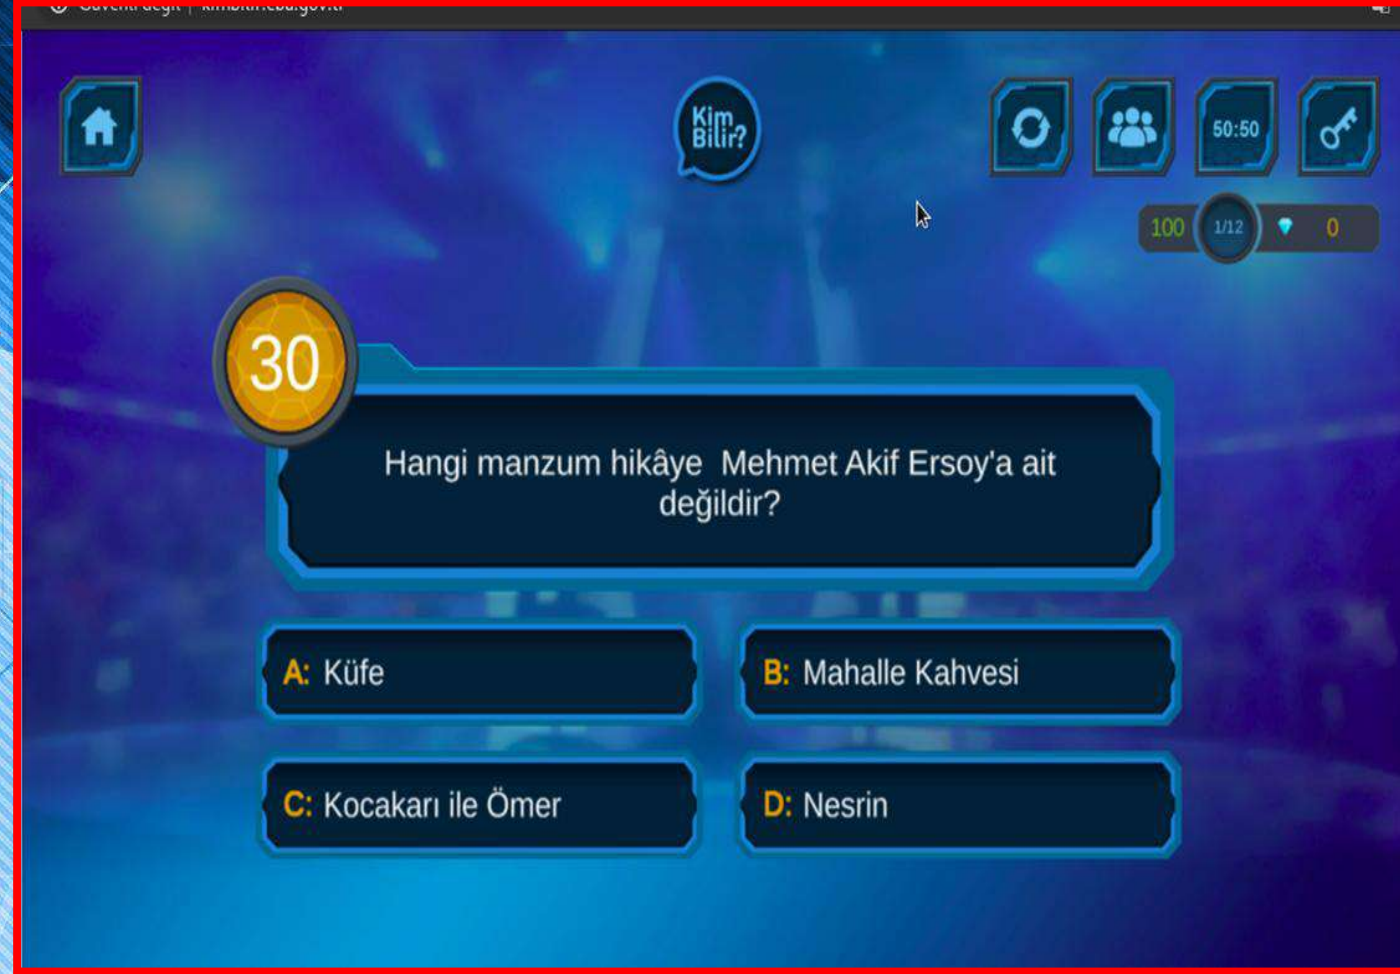 Kim
Bilir?
50:50
100 1/12 0
30
Hangi manzum hikâye Mehmet Akif Ersoy'a ait
değildir?
A: Küfe
B: Mahalle Kahvesi
C: Kocakarı ile Ömer
D: Nesrin